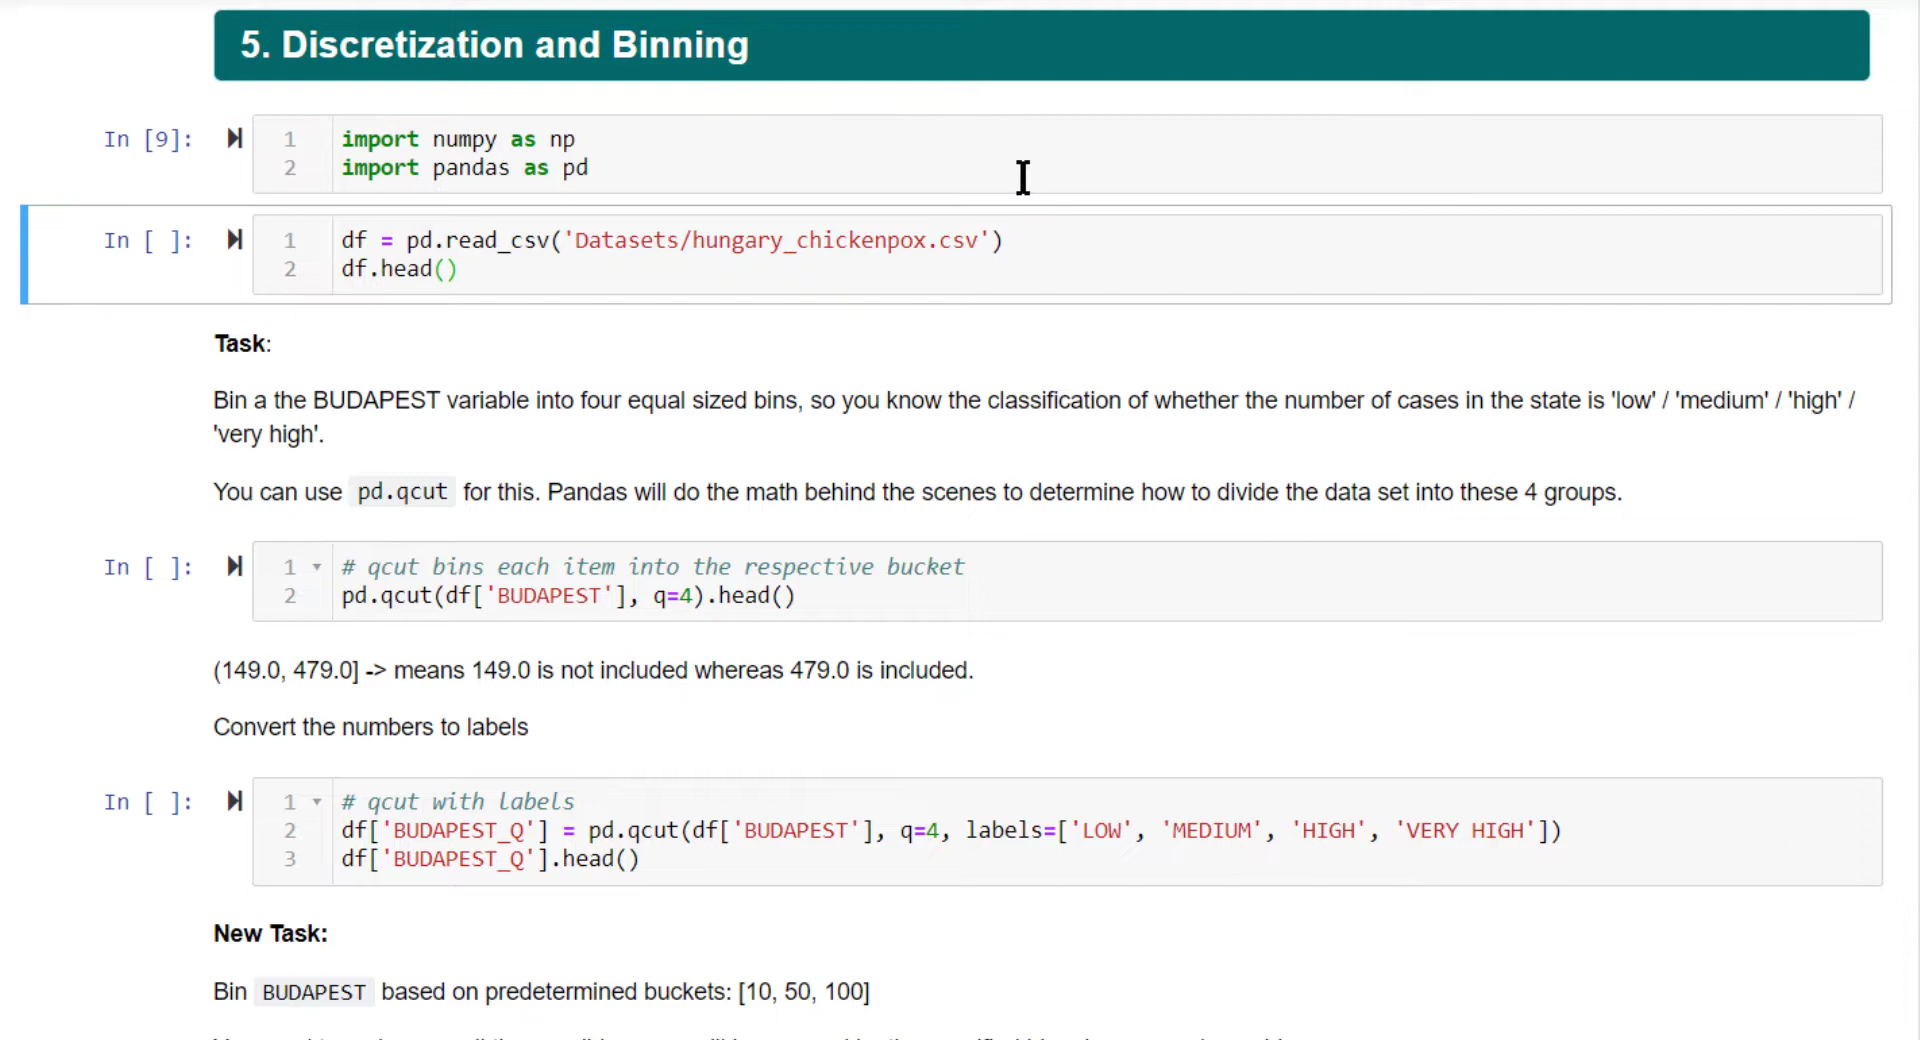 5. Discretization and Binning
In [9]:
1 import numpy as np
2 import pandas as pd
In [ ]:
1 df = pd.read_csv('Datasets/hungary_chickenpox.csv')
2 df.head()
Task:
Bin a the BUDAPEST variable into four equal sized bins, so you know the classification of whether the number of cases in the state is 'low' / 'medium' / 'high' /
'very high'.
You can use pd.qcut for this. Pandas will do the math behind the scenes to determine how to divide the data set into these 4 groups.
In [ ]:
1 # qcut bins each item into the respective bucket
2 pd.qcut(df['BUDAPEST'], q=4).head()
(149.0, 479.0] -> means 149.0 is not included whereas 479.0 is included.
Convert the numbers to labels
In [ ]:
1 # qcut with labels
2 df['BUDAPEST_Q'] = pd.qcut(df['BUDAPEST'], q=4, labels=['LOW', 'MEDIUM', 'HIGH', 'VERY HIGH'])
3 df['BUDAPEST_Q'].head()
New Task:
Bin BUDAPEST based on predetermined buckets: [10, 50, 100]